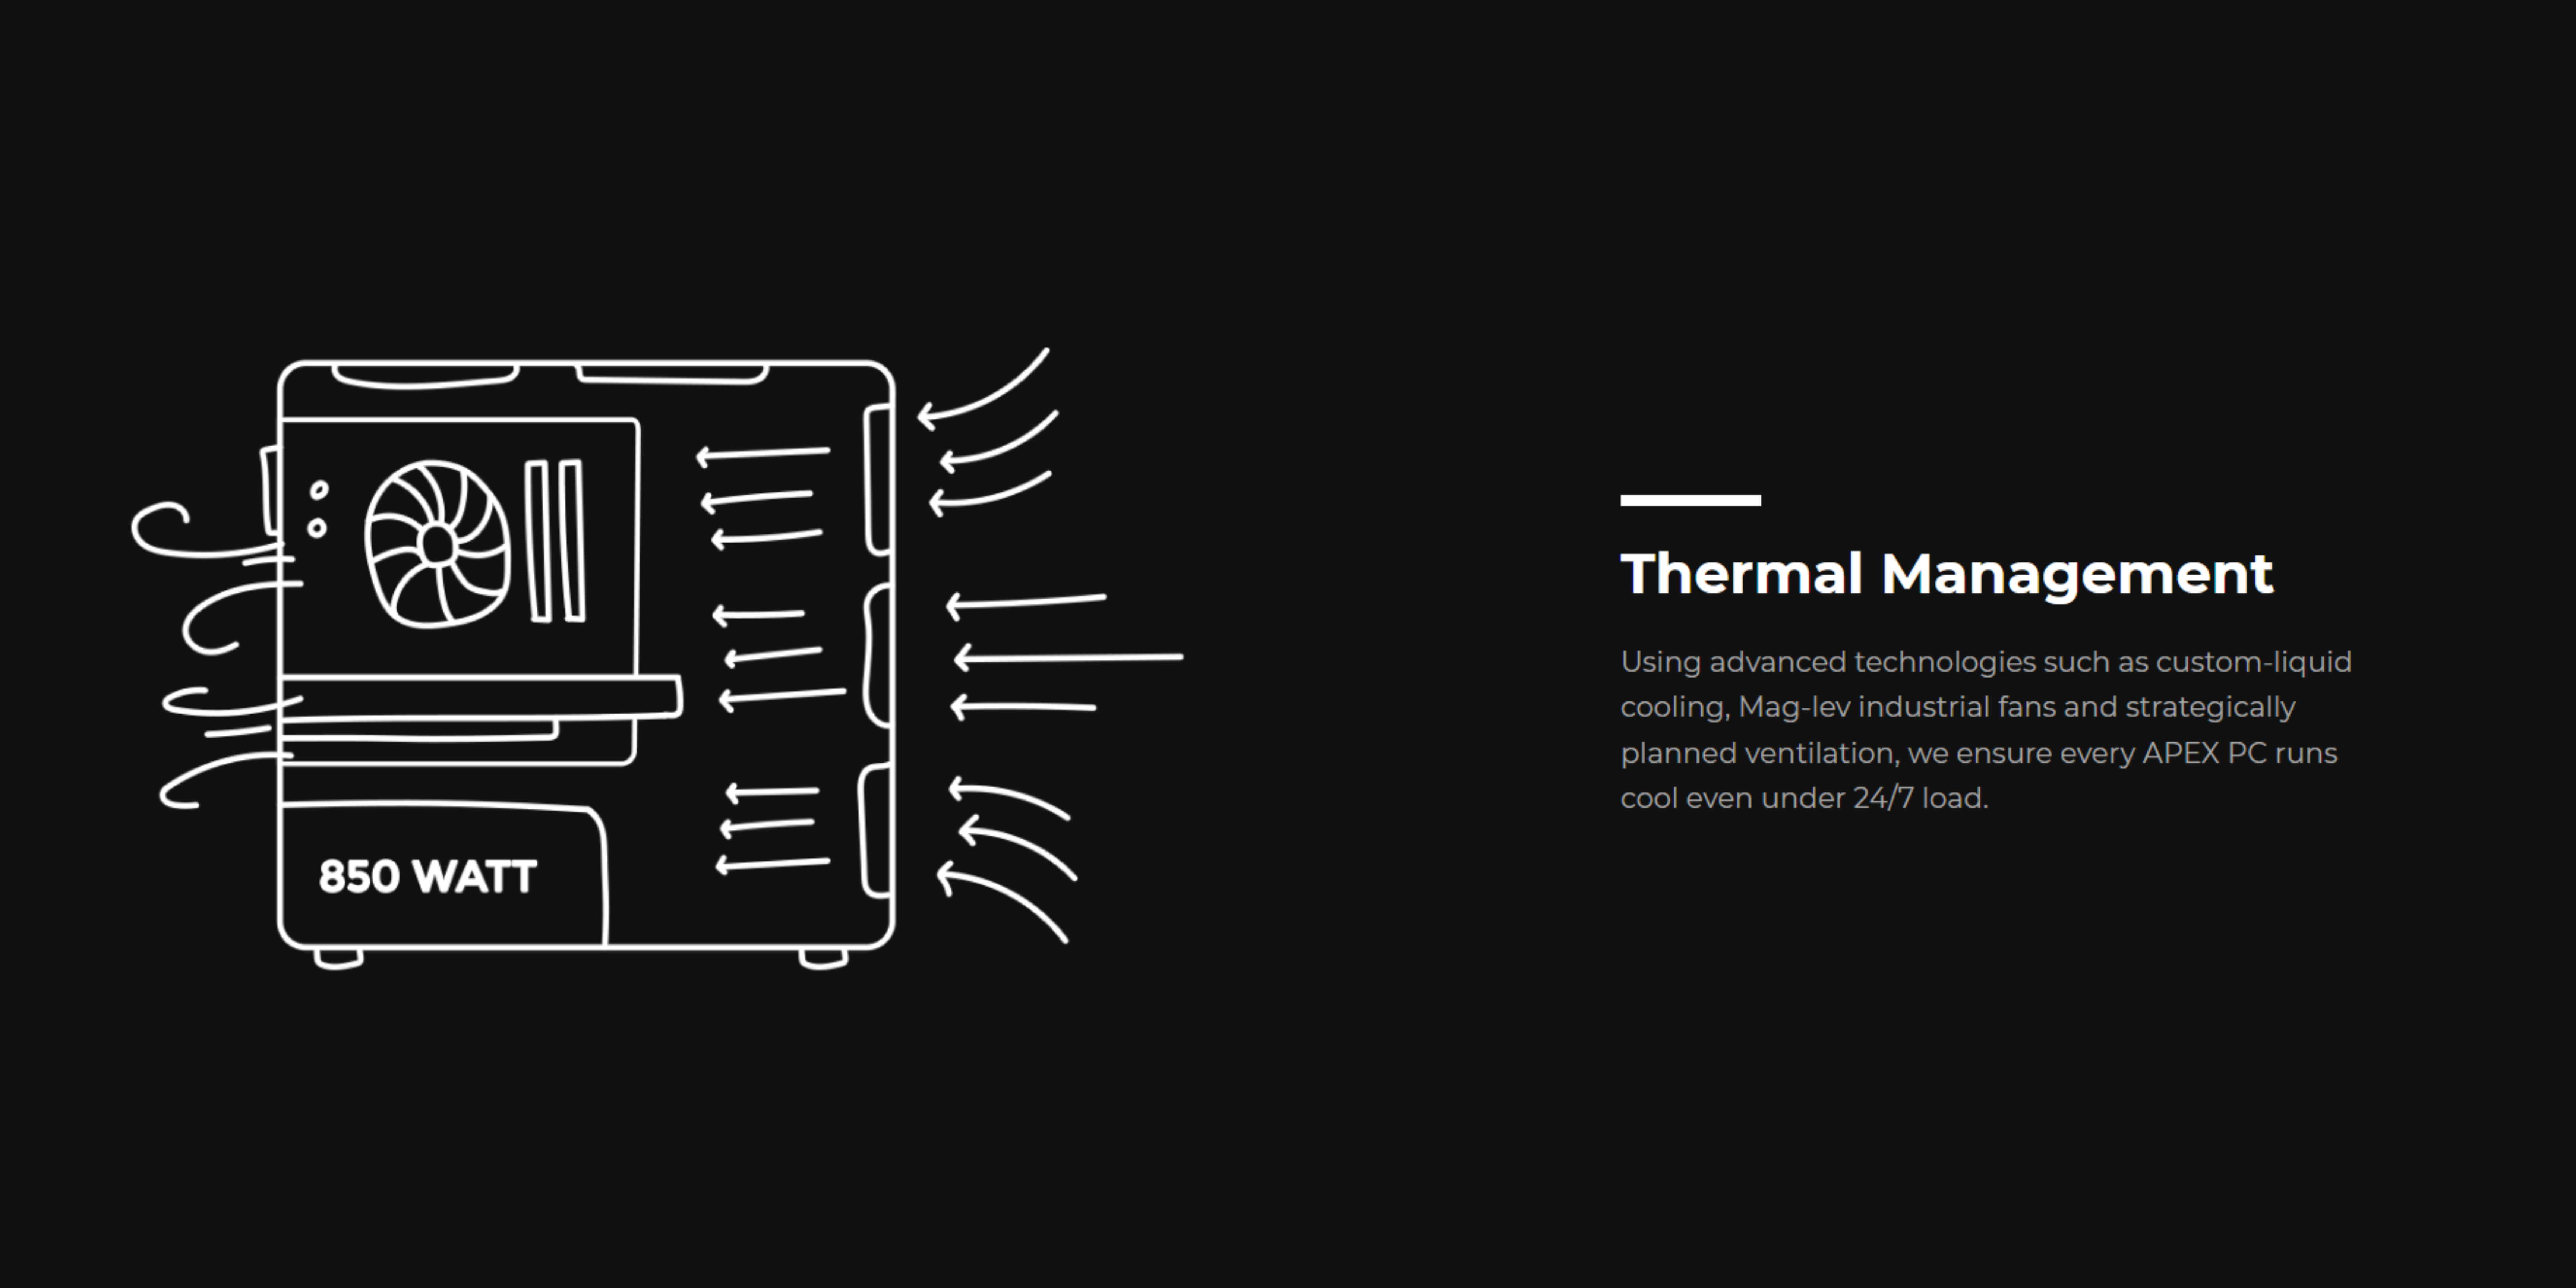 850 WATT
Thermal Management
Using advanced technologies such as custom-liquid
cooling, Mag-lev industrial fans and strategically
planned ventilation, we ensure every APEX PC runs
cool even under 24/7 load.